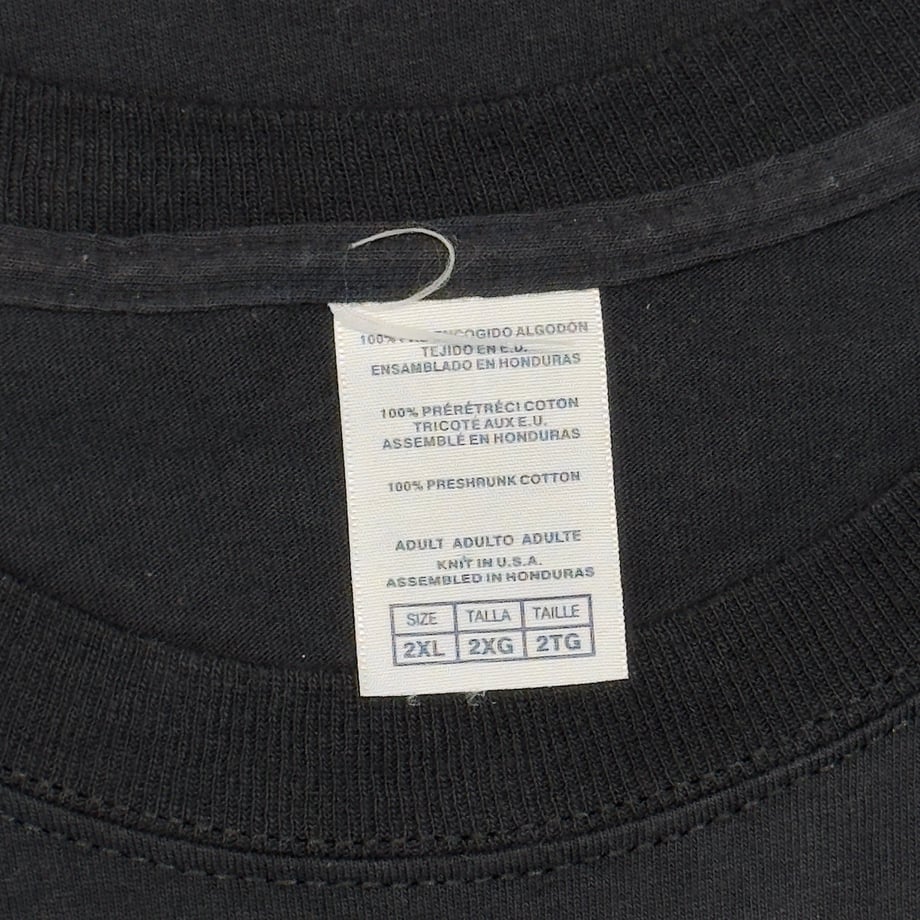 100% ENCOGIDO ALGODÓN
TEJIDO EN E.U.
ENSAMBLADO EN HONDURAS
100% PRÉRÉTRÉCI COTON
TRICOTÉ AUX E.U.
ASSEMBLÉ EN HONDURAS
100% PRESHRUNK COTTON
ADULT ADULTO ADULTE
KNIT IN U.S.A.
ASSEMBLED IN HONDURAS
SIZE TALLA TAILLE
2XL 2XG 2TG